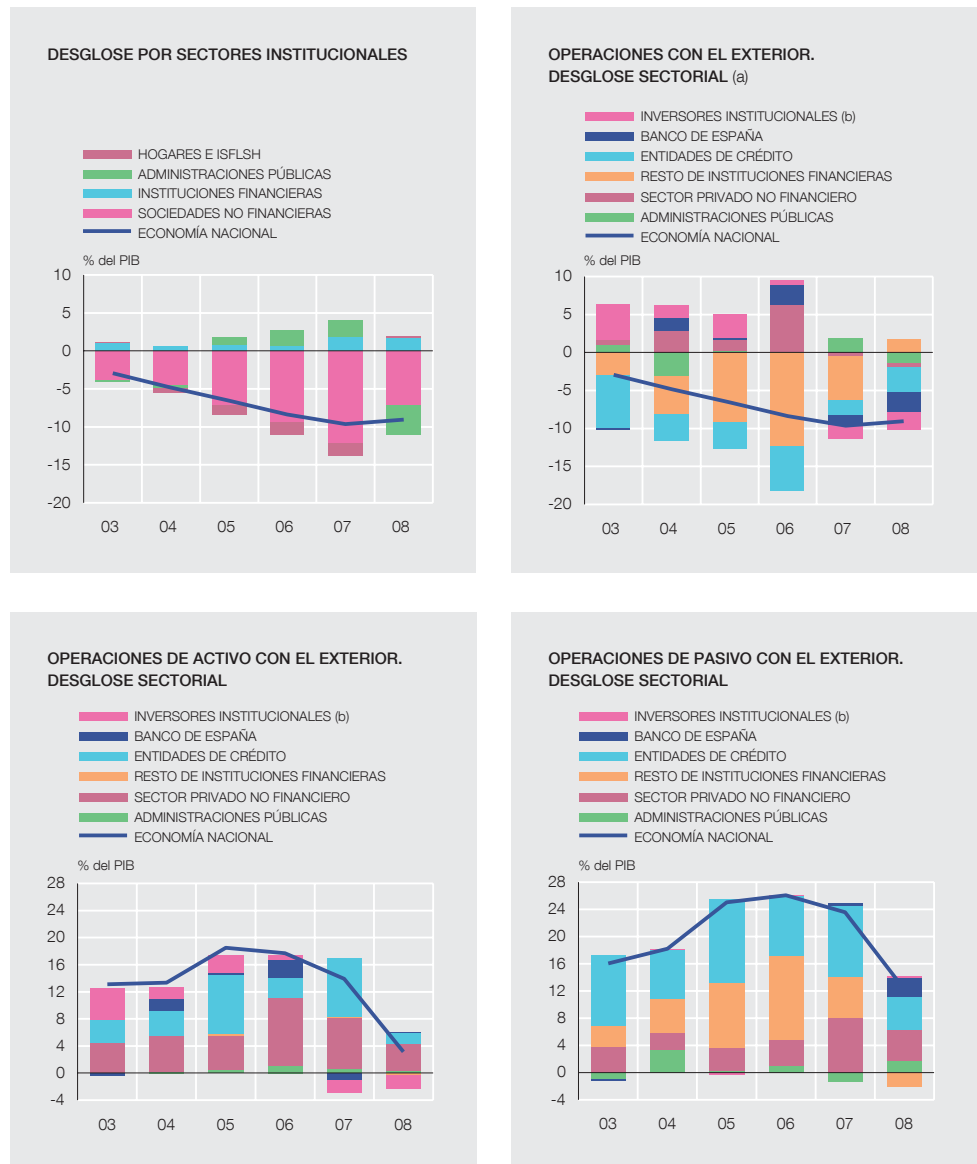 DESGLOSE POR SECTORES INSTITUCIONALES
HOGARES E ISFLSH
ADMINISTRACIONES PÚBLICAS
INSTITUCIONES FINANCIERAS
SOCIEDADES NO FINANCIERAS
ECONOMÍA NACIONAL
% del PIB
10
5
0
-5
-10
-15
-20
03 04 05 06 07 08
OPERACIONES CON EL EXTERIOR.
DESGLOSE SECTORIAL (a)
INVERSORES INSTITUCIONALES (b)
BANCO DE ESPAÑA
ENTIDADES DE CRÉDITO
RESTO DE INSTITUCIONES FINANCIERAS
SECTOR PRIVADO NO FINANCIERO
ADMINISTRACIONES PÚBLICAS
ECONOMÍA NACIONAL
% del PIB
10
5
0
-5
-10
-15
-20
03 04 05 06 07 08
OPERACIONES DE ACTIVO CON EL EXTERIOR.
DESGLOSE SECTORIAL
INVERSORES INSTITUCIONALES (b)
BANCO DE ESPAÑA
ENTIDADES DE CRÉDITO
RESTO DE INSTITUCIONES FINANCIERAS
SECTOR PRIVADO NO FINANCIERO
ADMINISTRACIONES PÚBLICAS
ECONOMÍA NACIONAL
% del PIB
28
24
20
16
12
8
4
0
-4
03 04 05 06 07 08
OPERACIONES DE PASIVO CON EL EXTERIOR.
DESGLOSE SECTORIAL
INVERSORES INSTITUCIONALES (b)
BANCO DE ESPAÑA
ENTIDADES DE CRÉDITO
RESTO DE INSTITUCIONES FINANCIERAS
SECTOR PRIVADO NO FINANCIERO
ADMINISTRACIONES PÚBLICAS
ECONOMÍA NACIONAL
% del PIB
28
24
20
16
12
8
4
0
-4
03 04 05 06 07 08